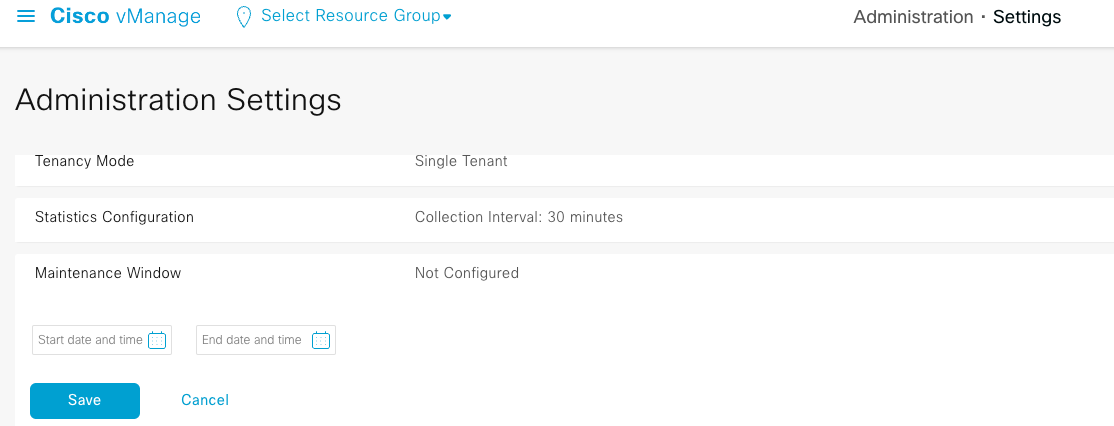 Cisco vManage Select Resource Group Administration · Settings
Administration Settings
Tenancy Mode Single Tenant
Statistics Configuration Collection Interval: 30 minutes
Maintenance Window Not Configured
Start date and time End date and time
Save Cancel